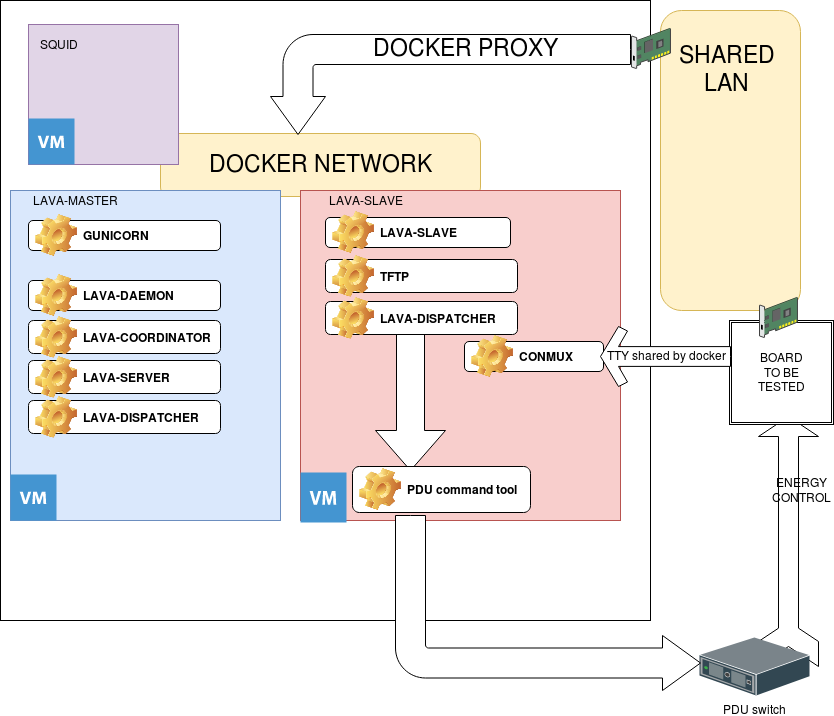 SQUID
VM
DOCKER PROXY
SHARED
LAN
DOCKER NETWORK
LAVA-MASTER
GUNICORN
LAVA-DAEMON
LAVA-COORDINATOR
LAVA-SERVER
LAVA-DISPATCHER
VM
LAVA-SLAVE
LAVA-SLAVE
TFTP
LAVA-DISPATCHER
CONMUX
TTY shared by docker
BOARD
TO BE
TESTED
VM
PDU command tool
ENERGY
CONTROL
PDU switch